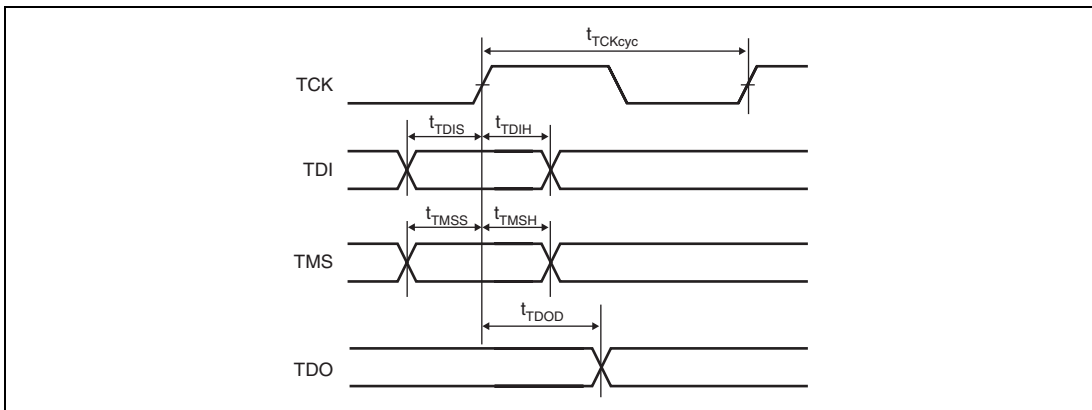 tTCKcyc
TCK
tTDIS tTDIH
TDI
tTMSS tTMSH
TMS
tTDOD
TDO